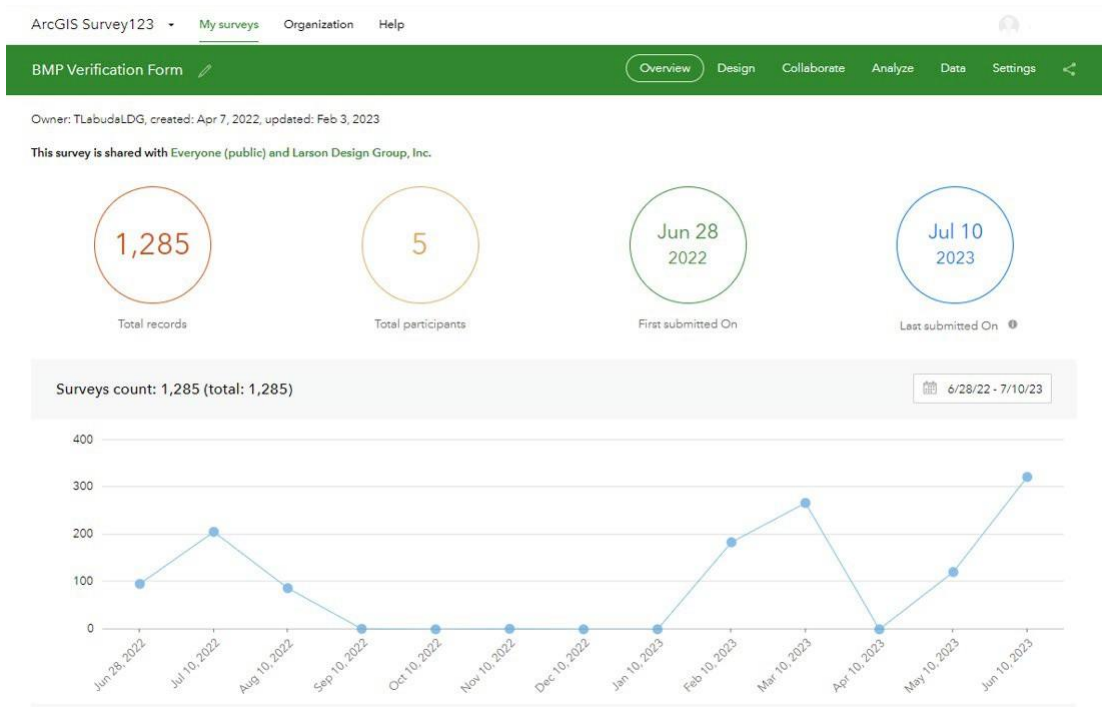 ArcGIS Survey123 My surveys Organization Help
BMP Verification Form Overview Design Collaborate Analyze Data Settings
Owner: TLabudaLDG, created: Apr 7, 2022, updated: Feb 3, 2023
This survey is shared with Everyone (public) and Larson Design Group, Inc.
1,285
Total records
5
Total participants
Jun 28
2022
First submitted On
Jul 10
2023
Last submitted On
Surveys count: 1,285 (total: 1,285) 6/28/22 - 7/10/23
400
300
200
100
0
Jun 28, 2022 Jul 10, 2022 Aug 10, 2022 Sep 10, 2022 Oct 10, 2022 Nov 10, 2022 Dec 10, 2022 Jan 10, 2023 Feb 10, 2023 Mar 10, 2023 Apr 10, 2023 May 10, 2023 Jun 10, 2023